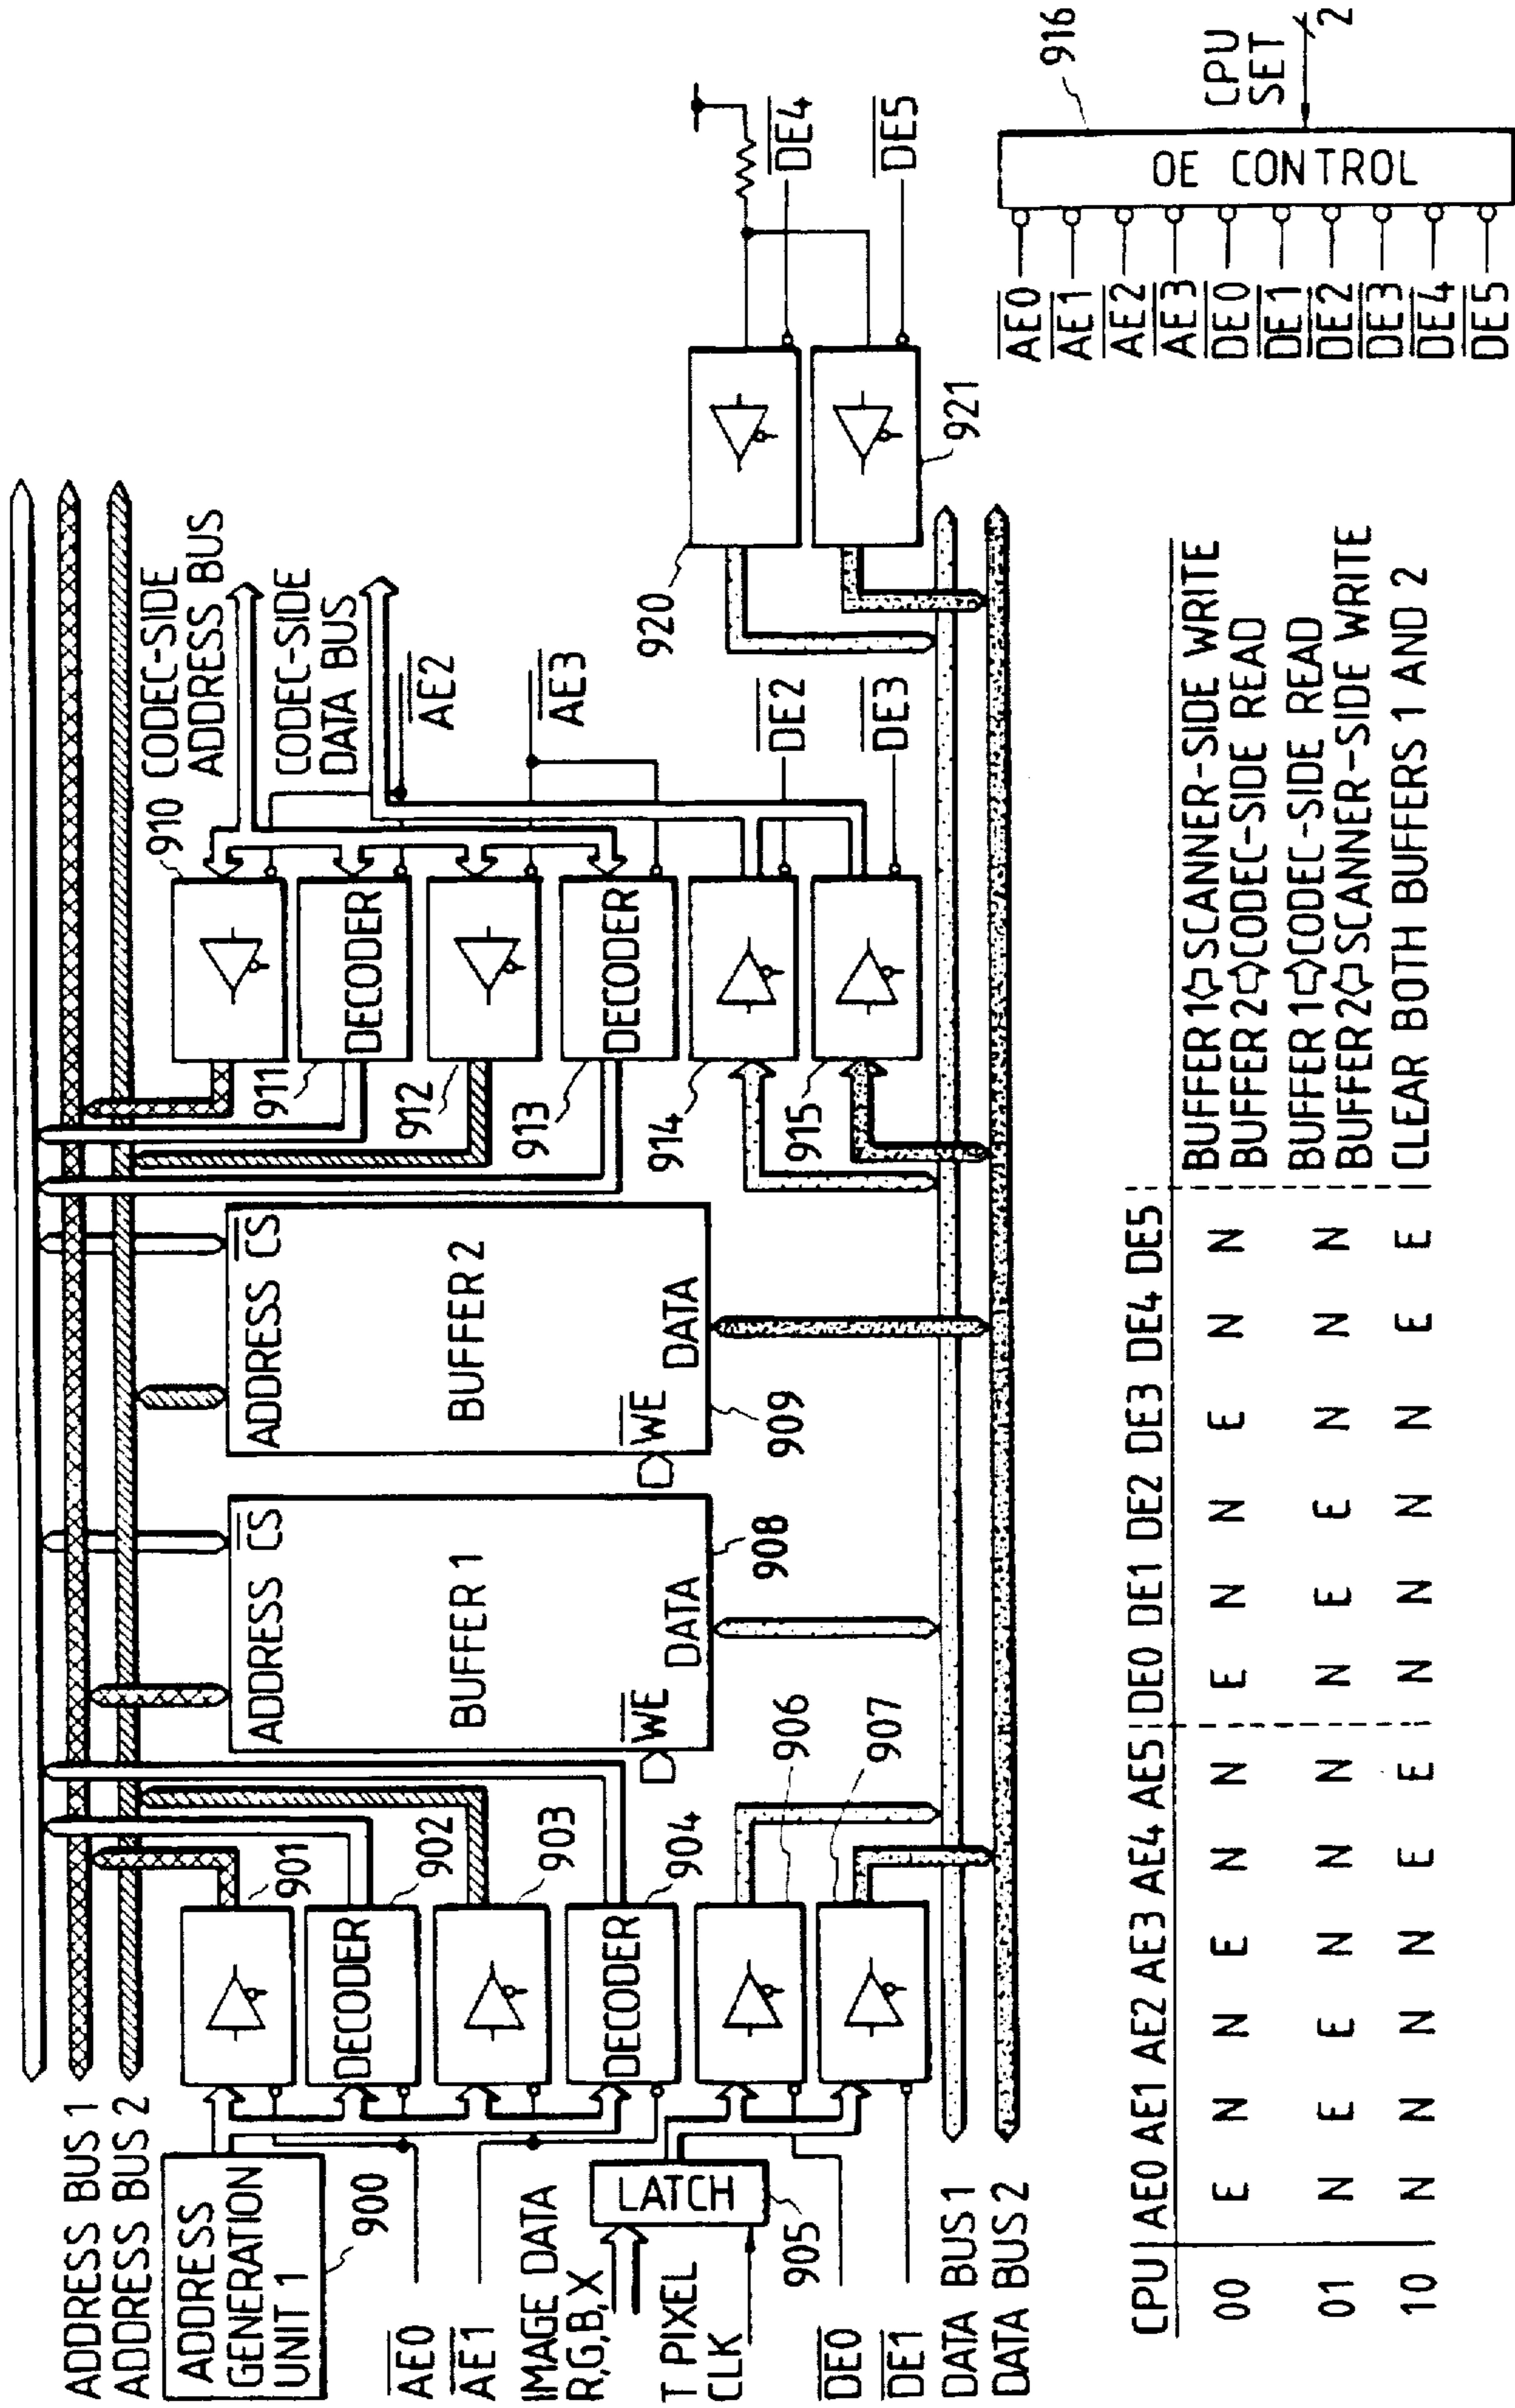 ADDRESS BUS 1
ADDRESS BUS 2
ADDRESS
GENERATION
UNIT 1
900
AE0
AE1
IMAGE DATA
R,G,B,X
T PIXEL
CLK
LATCH
905
DE0
DE1
DATA BUS 1
DATA BUS 2
901
DECODER
902
903
DECODER
904
906
907
ADDRESS CS
BUFFER 1
WE
DATA
908
ADDRESS CS
BUFFER 2
WE
DATA
909
910
CODEC-SIDE
ADDRESS BUS
CODEC-SIDE
DATA BUS
AE2
AE3
DECODER
911
912
DECODER
913
914
915
DE2
DE3
920
921
DE4
DE5
916
CPU
SET
2
OE CONTROL
AE0
AE1
AE2
AE3
DE0
DE1
DE2
DE3
DE4
DE5
CPU AE0 AE1 AE2 AE3 AE4 AE5 DE0 DE1 DE2 DE3 DE4 DE5
00 E N N E N N E N N E N N BUFFER 1 SCANNER-SIDE WRITE
BUFFER 2 CODEC-SIDE READ
01 N E E N N N N E E N N N BUFFER 1 CODEC-SIDE READ
BUFFER 2 SCANNER-SIDE WRITE
10 N N N N E E N N N N E E CLEAR BOTH BUFFERS 1 AND 2